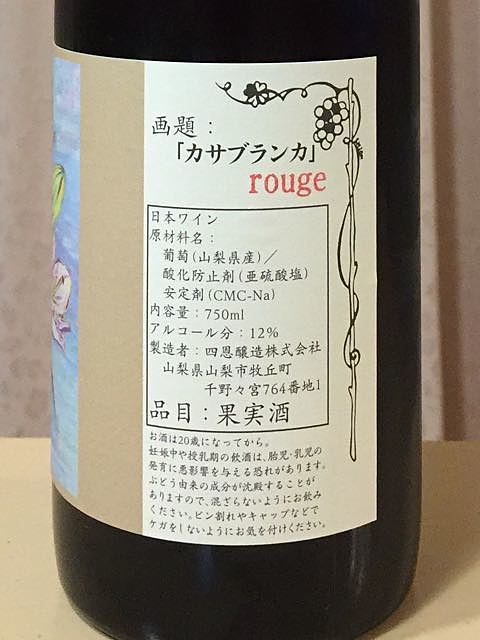 画題：
「カサブランカ」
rouge
日本ワイン
原材料名：
葡萄(山梨県産)／
酸化防止剤(亜硫酸塩)
安定剤(CMC-Na)
内容量：750ml
アルコール分：12%
製造者：四恩醸造株式会社
山梨県山梨市牧丘町
千野々宮764番地1
品目：果実酒
お酒は20歳になってから。
妊娠中や授乳期の飲酒は、胎児・乳児の
発育に悪影響を与える恐れがあります。
ぶどう由来の成分が沈殿することが
ありますので、混ざらないようにお飲み
ください。ビン割れやキャップなどで
ケガをしないようにお気を付けください。